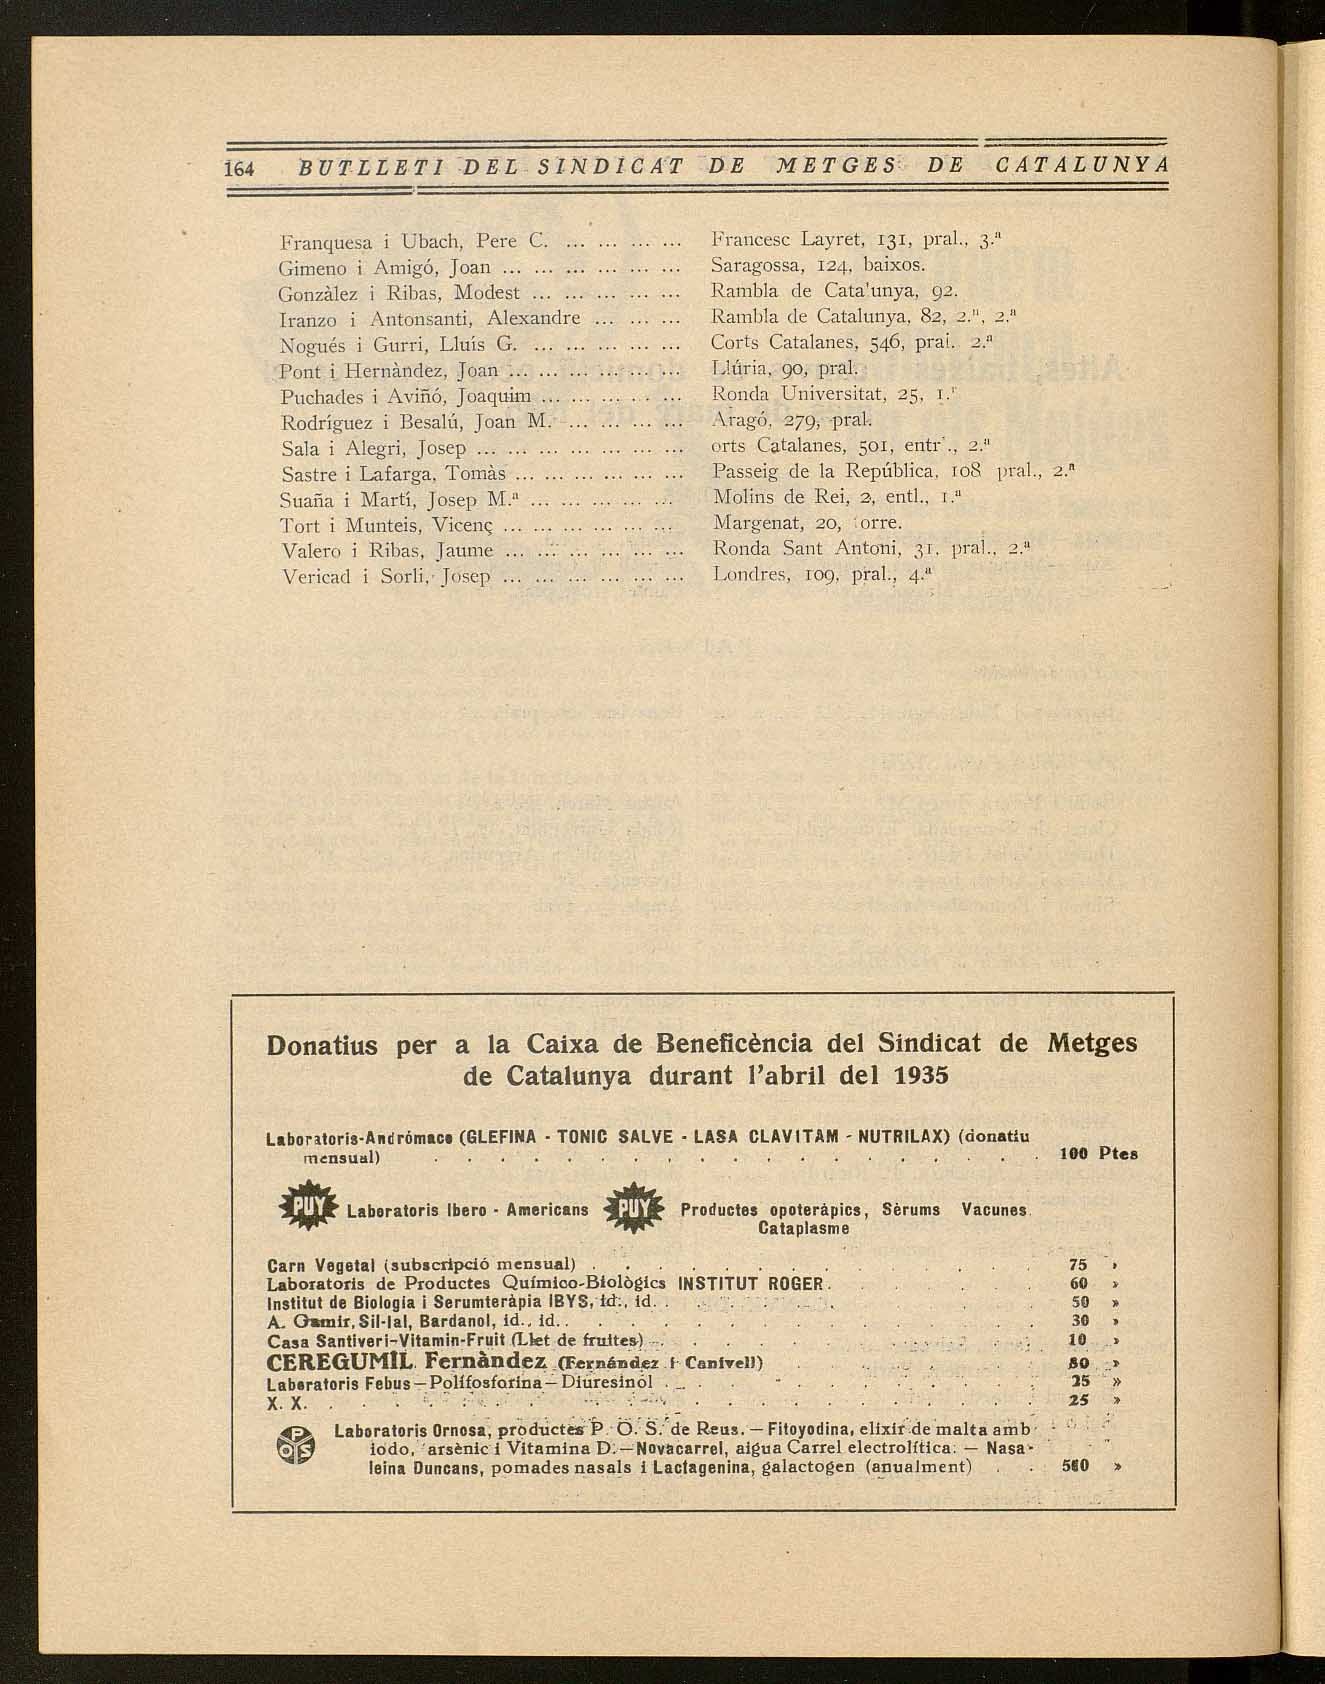 164 BUTLLETI DEL SINDICAT DE METGES DE CATALUNYA
Franquesa i Ubach, Pere C. ... ... ... ... Francesc Layret, 131, pral., 3.ª
Gimeno i Amigó, Joan ... ... ... ... ... ... Saragossa, 124, baixos.
Gonzàlez i Ribas, Modest ... ... ... ... ... Rambla de Cata'unya, 92.
Iranzo i Antonsanti, Alexandre ... ... ... Rambla de Catalunya, 82, 2.ⁿ, 2.ª
Nogués i Gurri, Lluís G. ... ... ... ... ... Corts Catalanes, 546, pral. 2.ª
Pont i Hernàndez, Joan ... ... ... ... ... ... Llúria, 90, pral.
Puchades i Aviñó, Joaquim ... ... ... ... ... Ronda Universitat, 25, 1.ʳ
Rodríguez i Besalú, Joan M. ... ... ... ... Aragó, 279, pral.
Sala i Alegri, Josep ... ... ... ... ... ... ... orts Catalanes, 501, entr'., 2.ª
Sastre i Lafarga, Tomàs ... ... ... ... ... ... Passeig de la República, 108 pral., 2.ª
Suaña i Martí, Josep M.ª ... ... ... ... ... Molins de Rei, 2, entl., 1.ª
Tort i Munteis, Vicenç ... ... ... ... ... ... Margenat, 20, orre.
Valero i Ribas, Jaume ... ... ... ... ... ... Ronda Sant Antoni, 31, pral., 2.ª
Vericad i Sorli, Josep ... ... ... ... ... ... Londres, 109, pral., 4.ª
Donatius per a la Caixa de Beneficència del Sindicat de Metges
de Catalunya durant l'abril del 1935
Laboratoris-Andrómaco (GLEFINA - TONIC SALVE - LASA CLAVITAM - NUTRILAX) (donatiu
mensual) . . . . . . . . . . . . . . . . . . . 100 Ptes
PUY Laboratoris Ibero - Americans PUY Productes opoteràpics, Sèrums Vacunes
Cataplasme
Carn Vegetal (subscripció mensual) . . . . . . . . . . . . . . 75 »
Laboratoris de Productes Químico-Biològics INSTITUT ROGER . . . . . . . 60 »
Institut de Biologia i Serumteràpia IBYS, id., id. . . . . . . . . . . 50 »
A. Gamir, Sil-lal, Bardanol, id., id. . . . . . . . . . . . . . . 30 »
Casa Santiveri-Vitamin-Fruit (Llet de fruites) . . . . . . . . . . . . 10 »
CEREGUMIL Fernàndez (Fernández i Canivell) . . . . . . . . 50 »
Laboratoris Febus—Polifosforina—Diúresinol . . . . . . . . . . . 25 »
X. X. . . . . . . . . . . . . . . . . . . . . . . 25 »
POS Laboratoris Ornosa, productes P. O. S. de Reus.—Fitoyodina, elixir de malta amb
iodo, arsènic i Vitamina D.—Novacarrel, aigua Carrel electrolítica. — Nasa-
leina Duncans, pomades nasals i Lactagenina, galactogen (anualment) . . 500 »